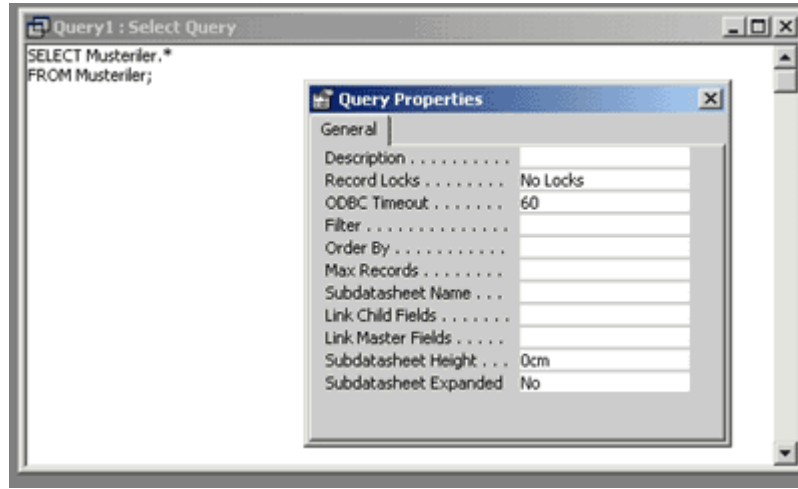 Query1 : Select Query
SELECT Musteriler.*
FROM Musteriler;
Query Properties
General
Description . . . . . . . . . .
Record Locks . . . . . . . . No Locks
ODBC Timeout . . . . . . . 60
Filter . . . . . . . . . . . . . .
Order By . . . . . . . . . . .
Max Records . . . . . . . .
Subdatasheet Name . . .
Link Child Fields . . . . . . .
Link Master Fields . . . . .
Subdatasheet Height . . . 0cm
Subdatasheet Expanded No